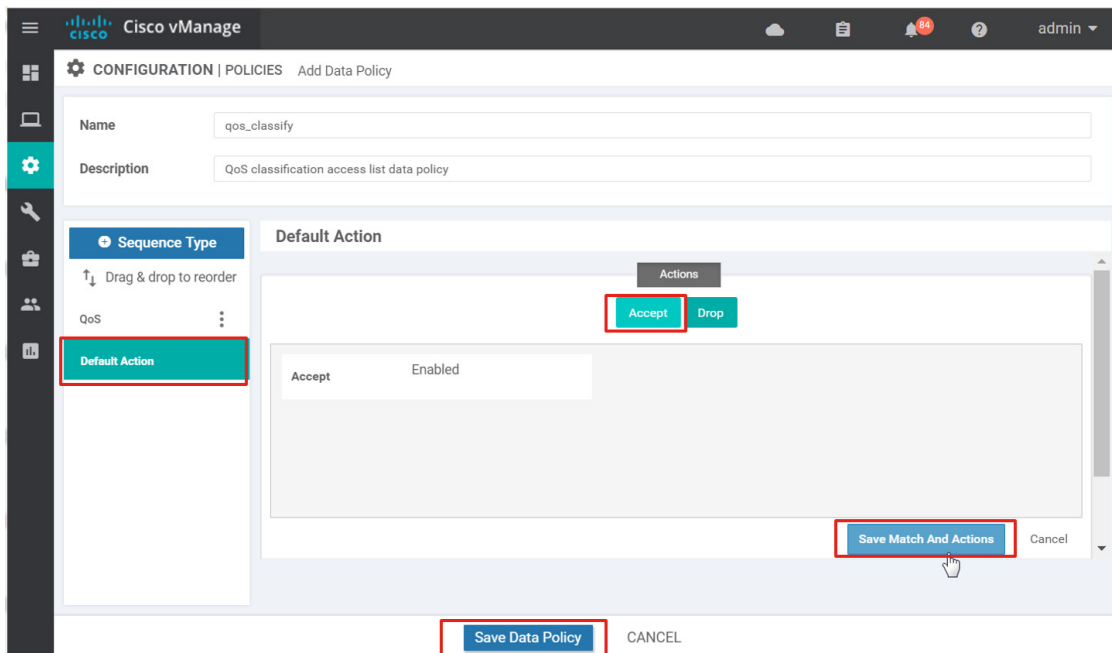 cisco Cisco vManage 84 admin
CONFIGURATION | POLICIES Add Data Policy
Name qos_classify
Description QoS classification access list data policy
Sequence Type
Drag & drop to reorder
QoS
Default Action
Default Action
Actions
Accept Drop
Accept Enabled
Save Match And Actions Cancel
Save Data Policy CANCEL